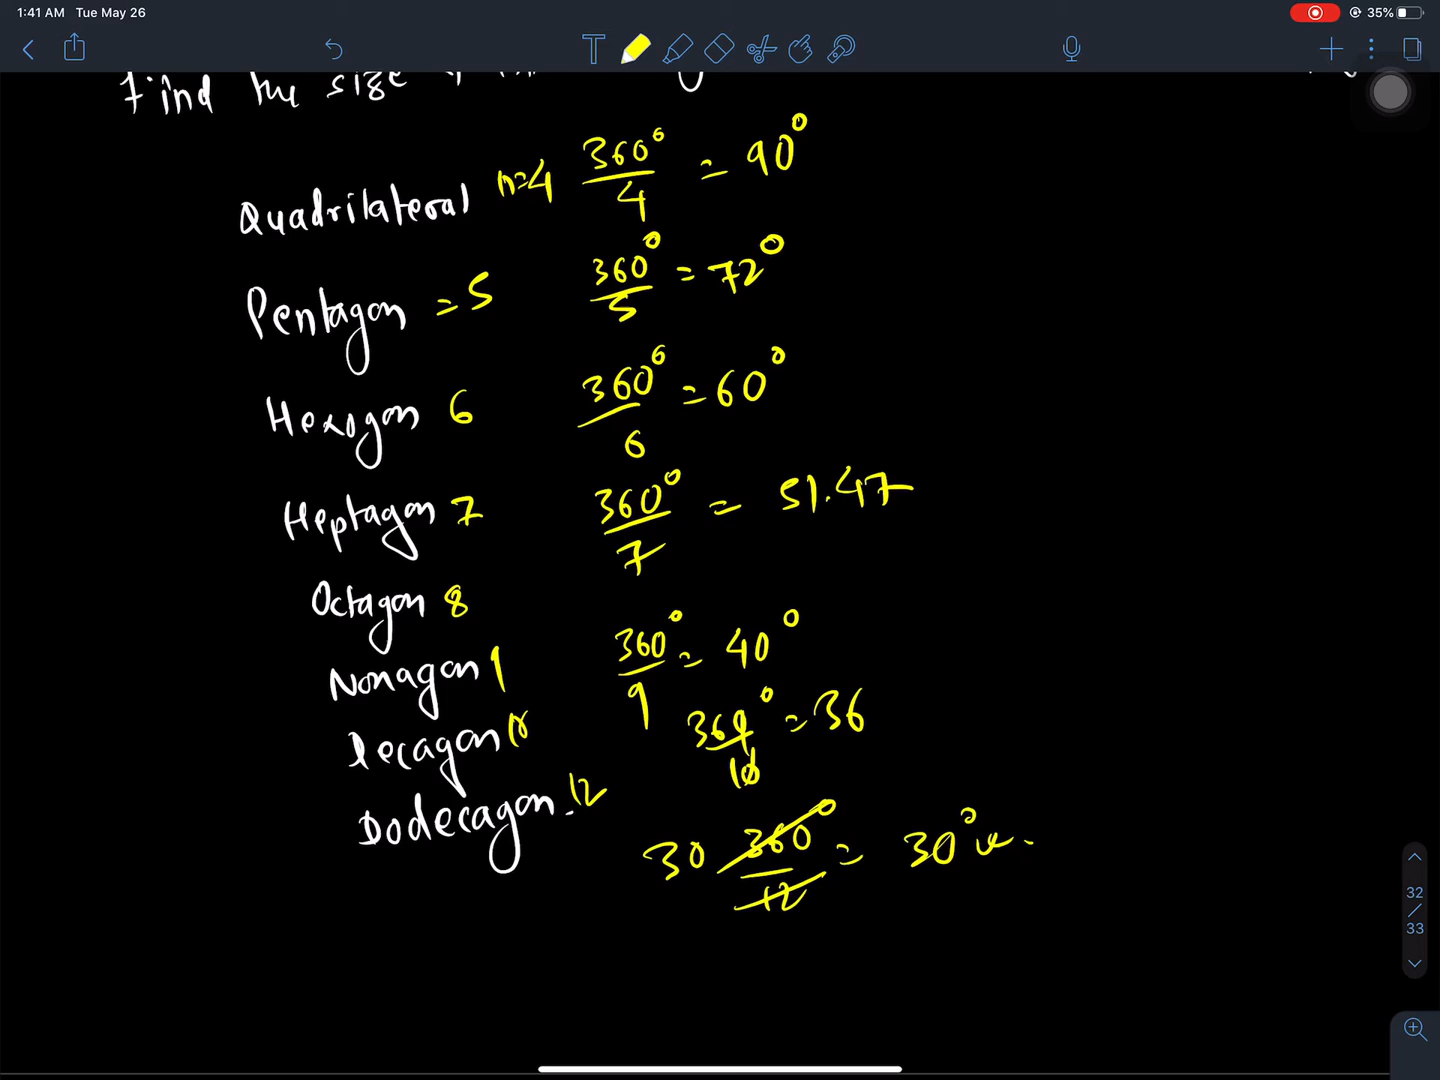 1:41 AM Tue May 26
35%
Find the size
Quadrilateral n=4 360°/4 = 90°
Pentagon = 5 360°/5 = 72°
Hexagon 6 360°/6 = 60°
Heptagon 7 360°/7 = 51.47
Octagon 8
Nonagon 9 360°/9 = 40°
Decagon 10 360°/10 = 36
Dodecagon. 12
30 360°/12 = 30°
32
/
33